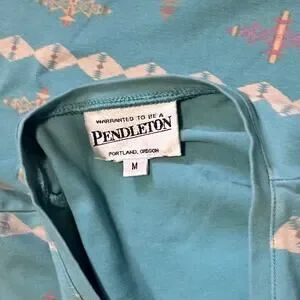 WARRANTED TO BE A
PENDLETON
PORTLAND, OREGON
M